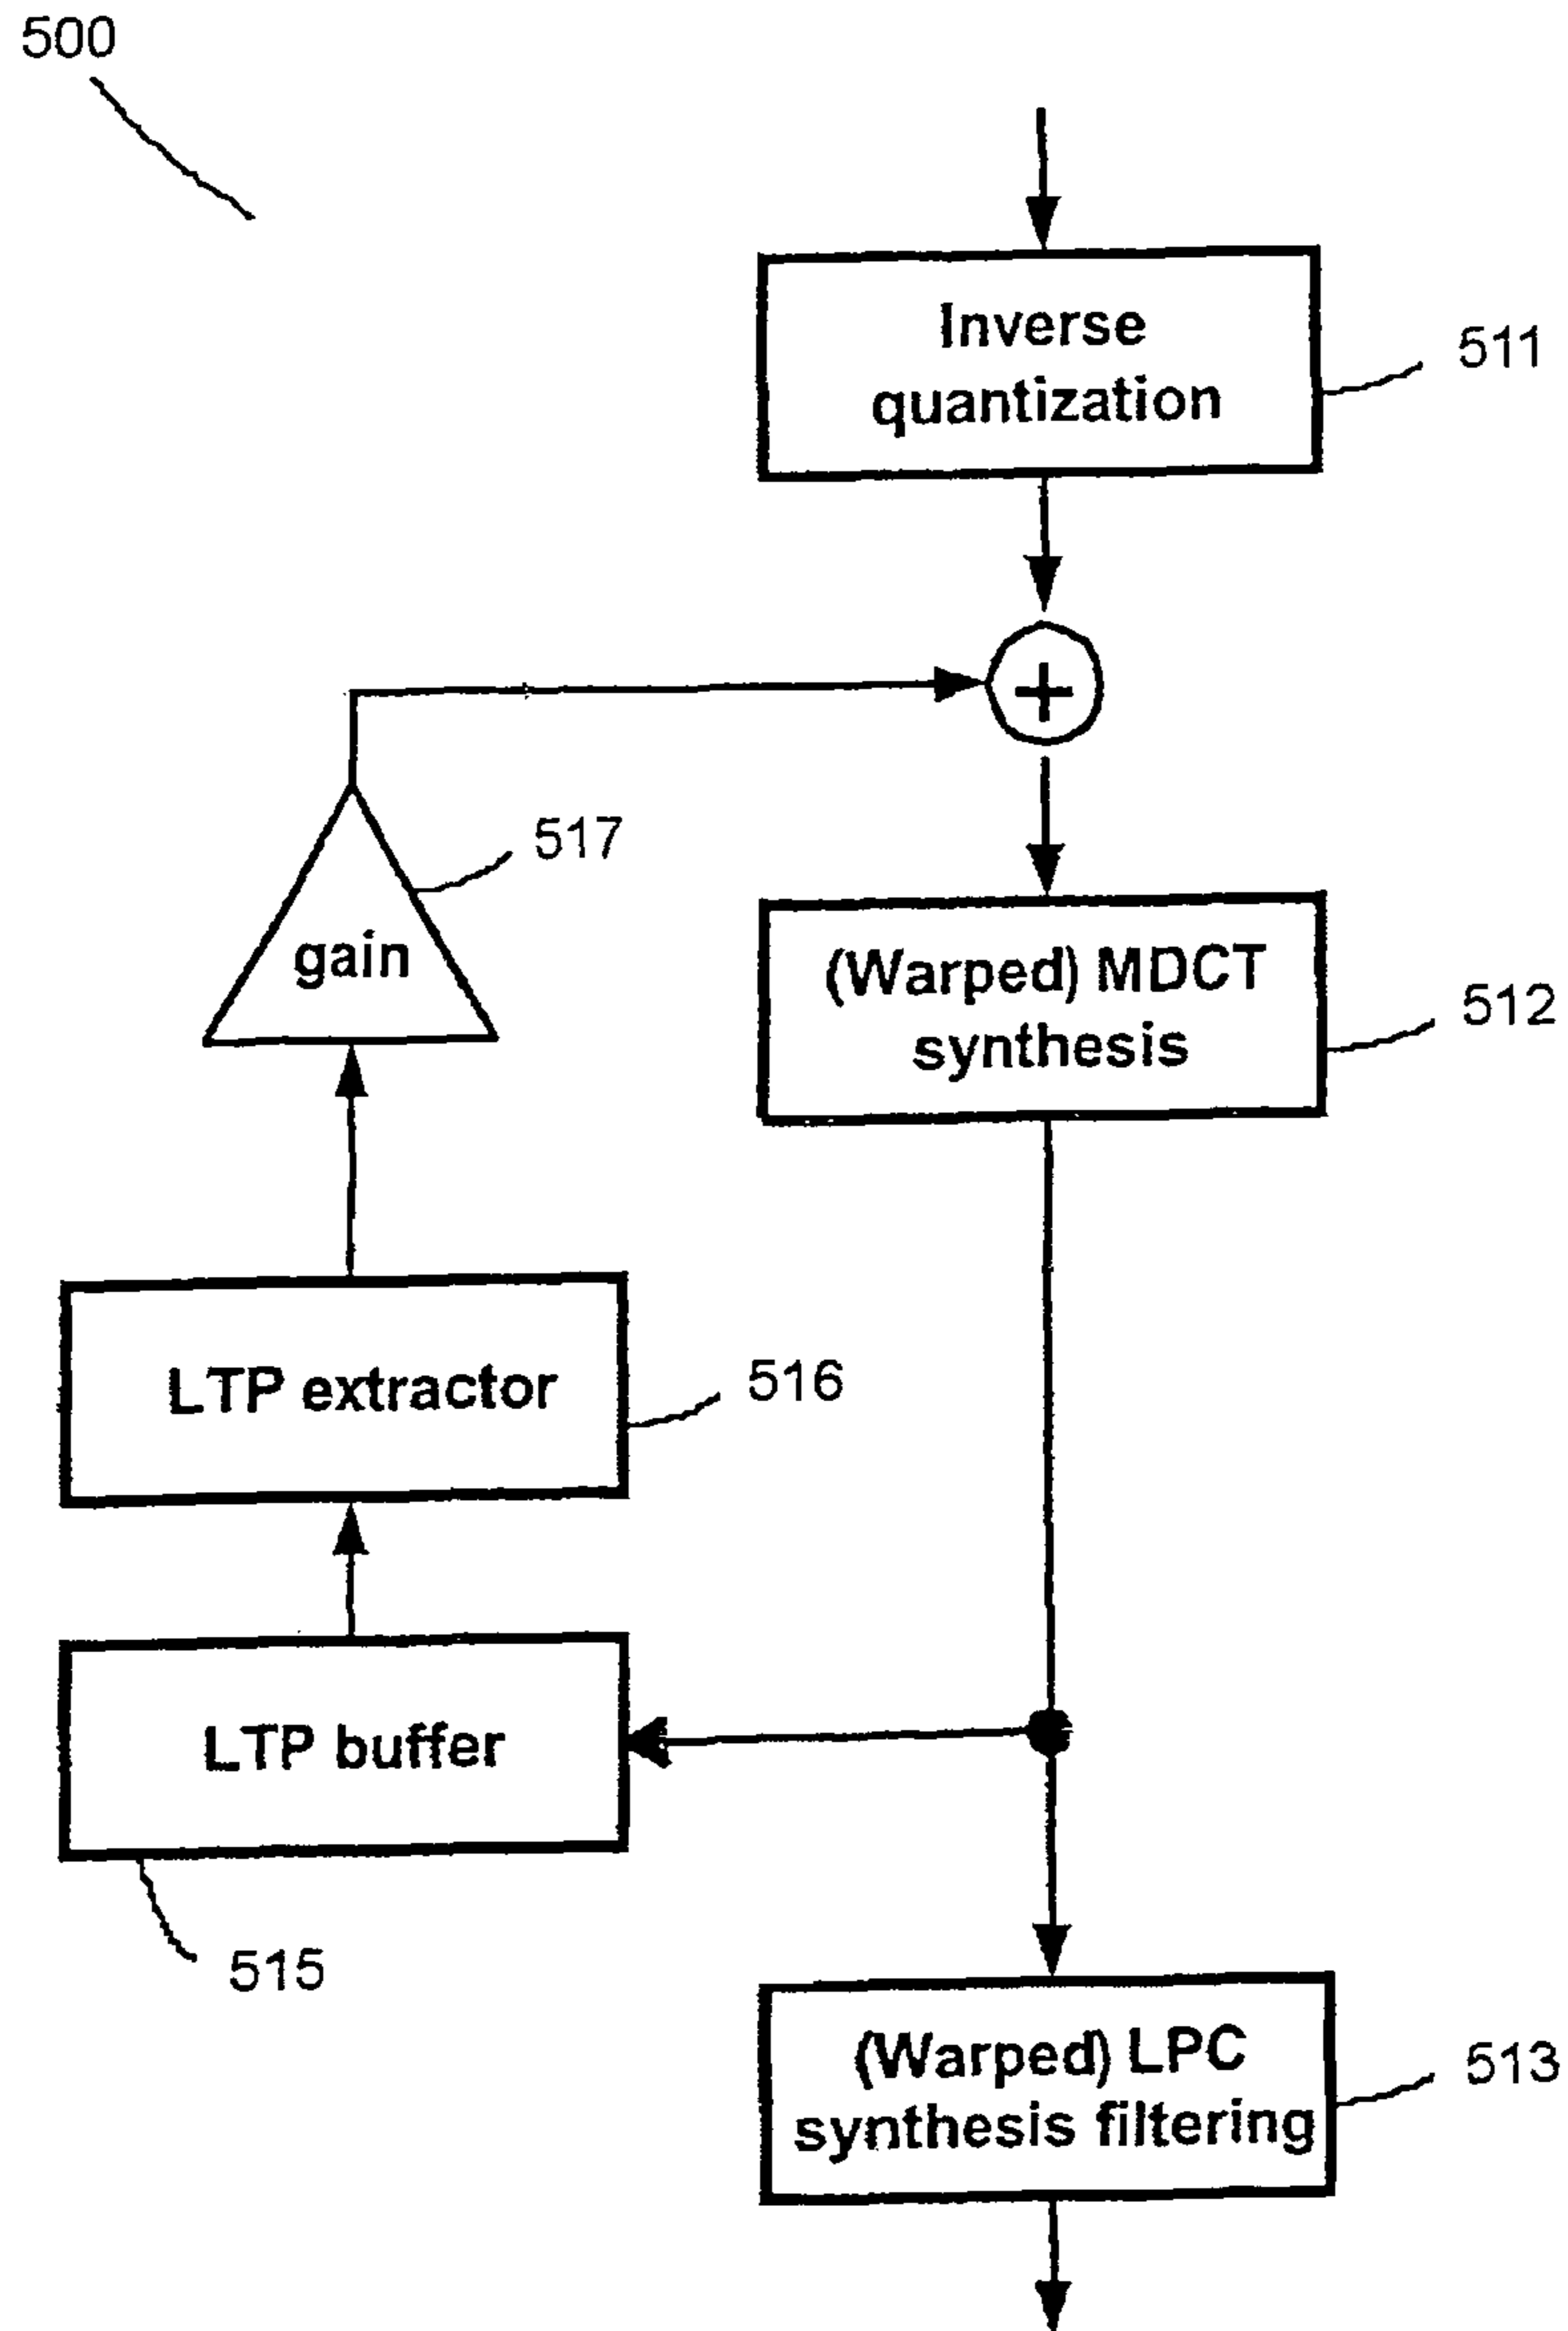 500
Inverse
quantization
511
+
517
gain
(Warped) MDCT
synthesis
512
LTP extractor
516
LTP buffer
515
(Warped) LPC
synthesis filtering
513